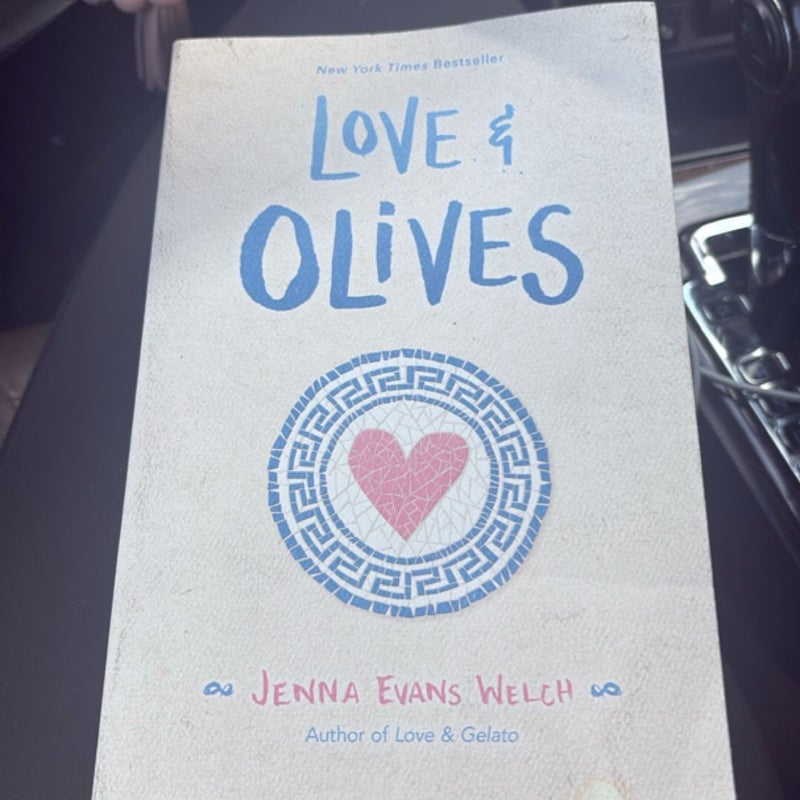 New York Times Bestseller
LOVE &
OLiVES
JENNA EVANS WELCH
Author of Love & Gelato